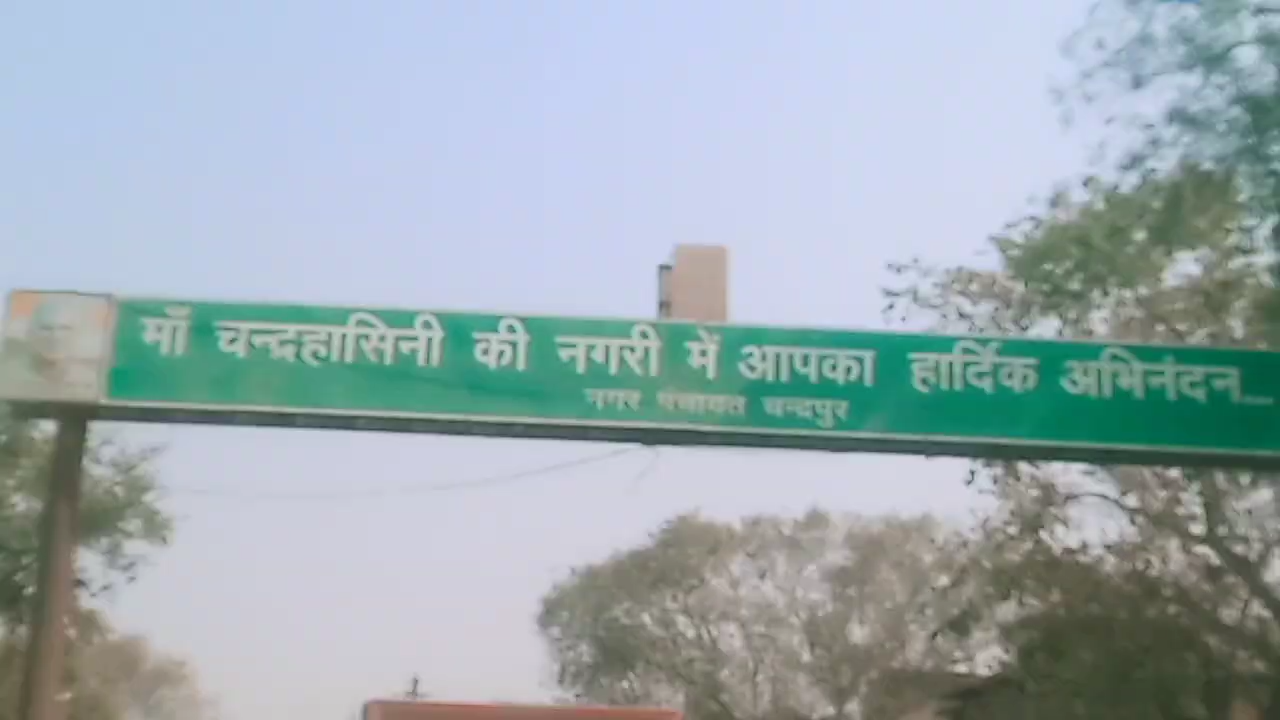 माँ चन्द्रहासिनी की नगरी में आपका हार्दिक अभिनंदन...
नगर पंचायत चन्द्रपुर